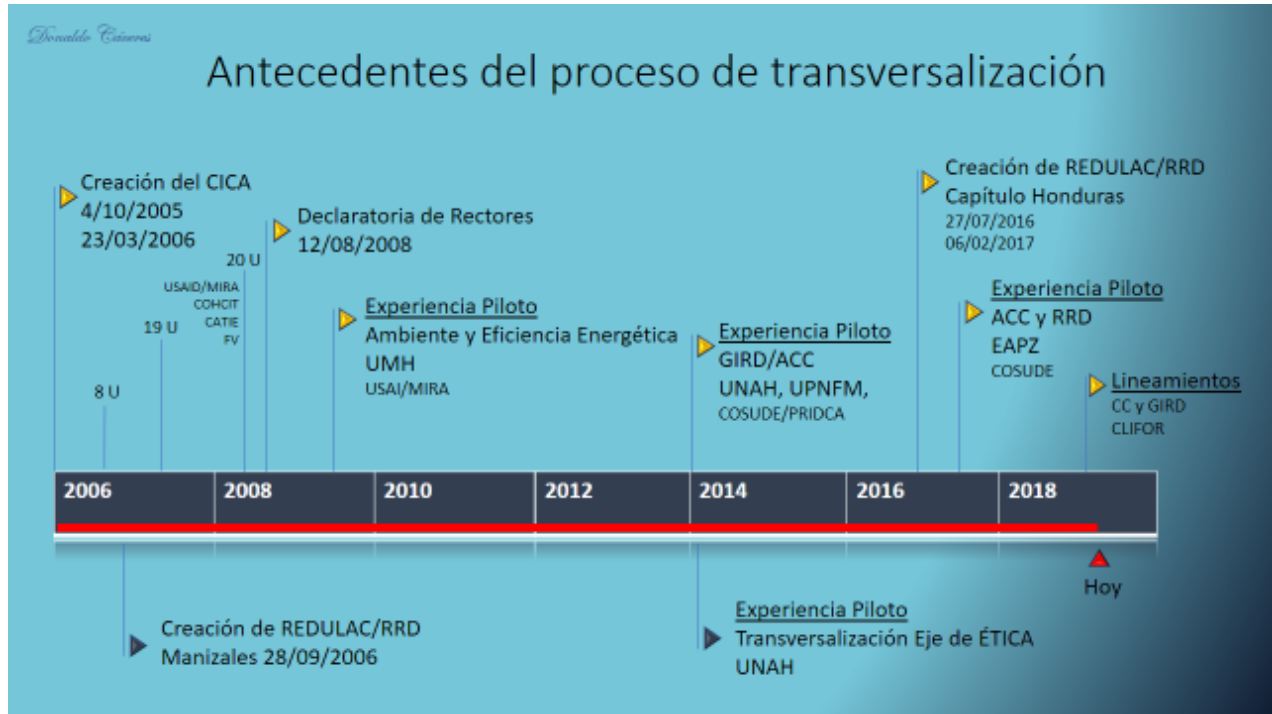 Donaldo Cáceres
Antecedentes del proceso de transversalización
Creación del CICA
4/10/2005
23/03/2006
8 U
19 U
20 U
USAID/MIRA
COHCIT
CATIE
FV
Declaratoria de Rectores
12/08/2008
Experiencia Piloto
Ambiente y Eficiencia Energética
UMH
USAI/MIRA
Experiencia Piloto
GIRD/ACC
UNAH, UPNFM,
COSUDE/PRIDCA
Creación de REDULAC/RRD
Capítulo Honduras
27/07/2016
06/02/2017
Experiencia Piloto
ACC y RRD
EAPZ
COSUDE
Lineamientos
CC y GIRD
CLIFOR
2006 2008 2010 2012 2014 2016 2018
Hoy
Creación de REDULAC/RRD
Manizales 28/09/2006
Experiencia Piloto
Transversalización Eje de ÉTICA
UNAH